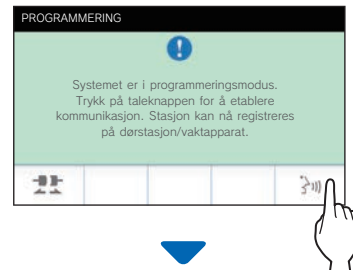 PROGRAMMERING
Systemet er i programmeringsmodus.
Trykk på taleknappen for å etablere
kommunikasjon. Stasjon kan nå registreres
på dørstasjon/vaktapparat.